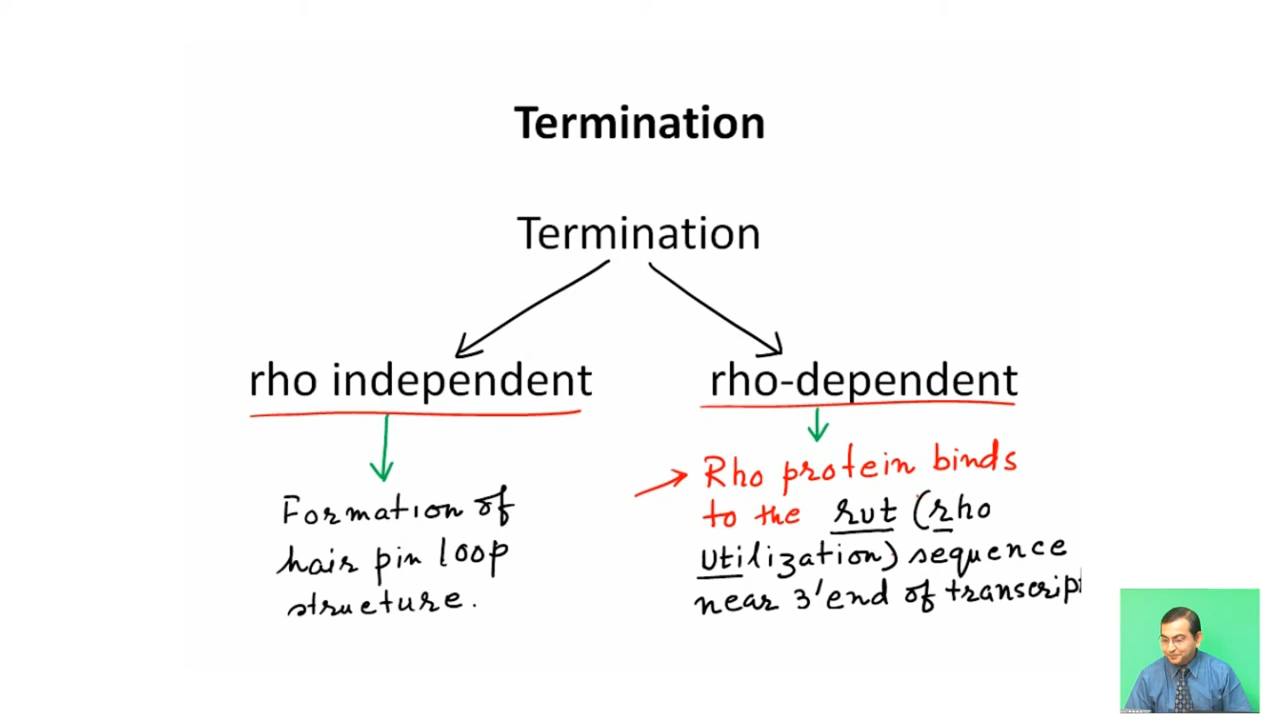 Termination
Termination
rho independent
rho-dependent
Formation of
hair pin loop
structure.
Rho protein binds
to the rut (rho
utilization) sequence
near 3' end of transcript